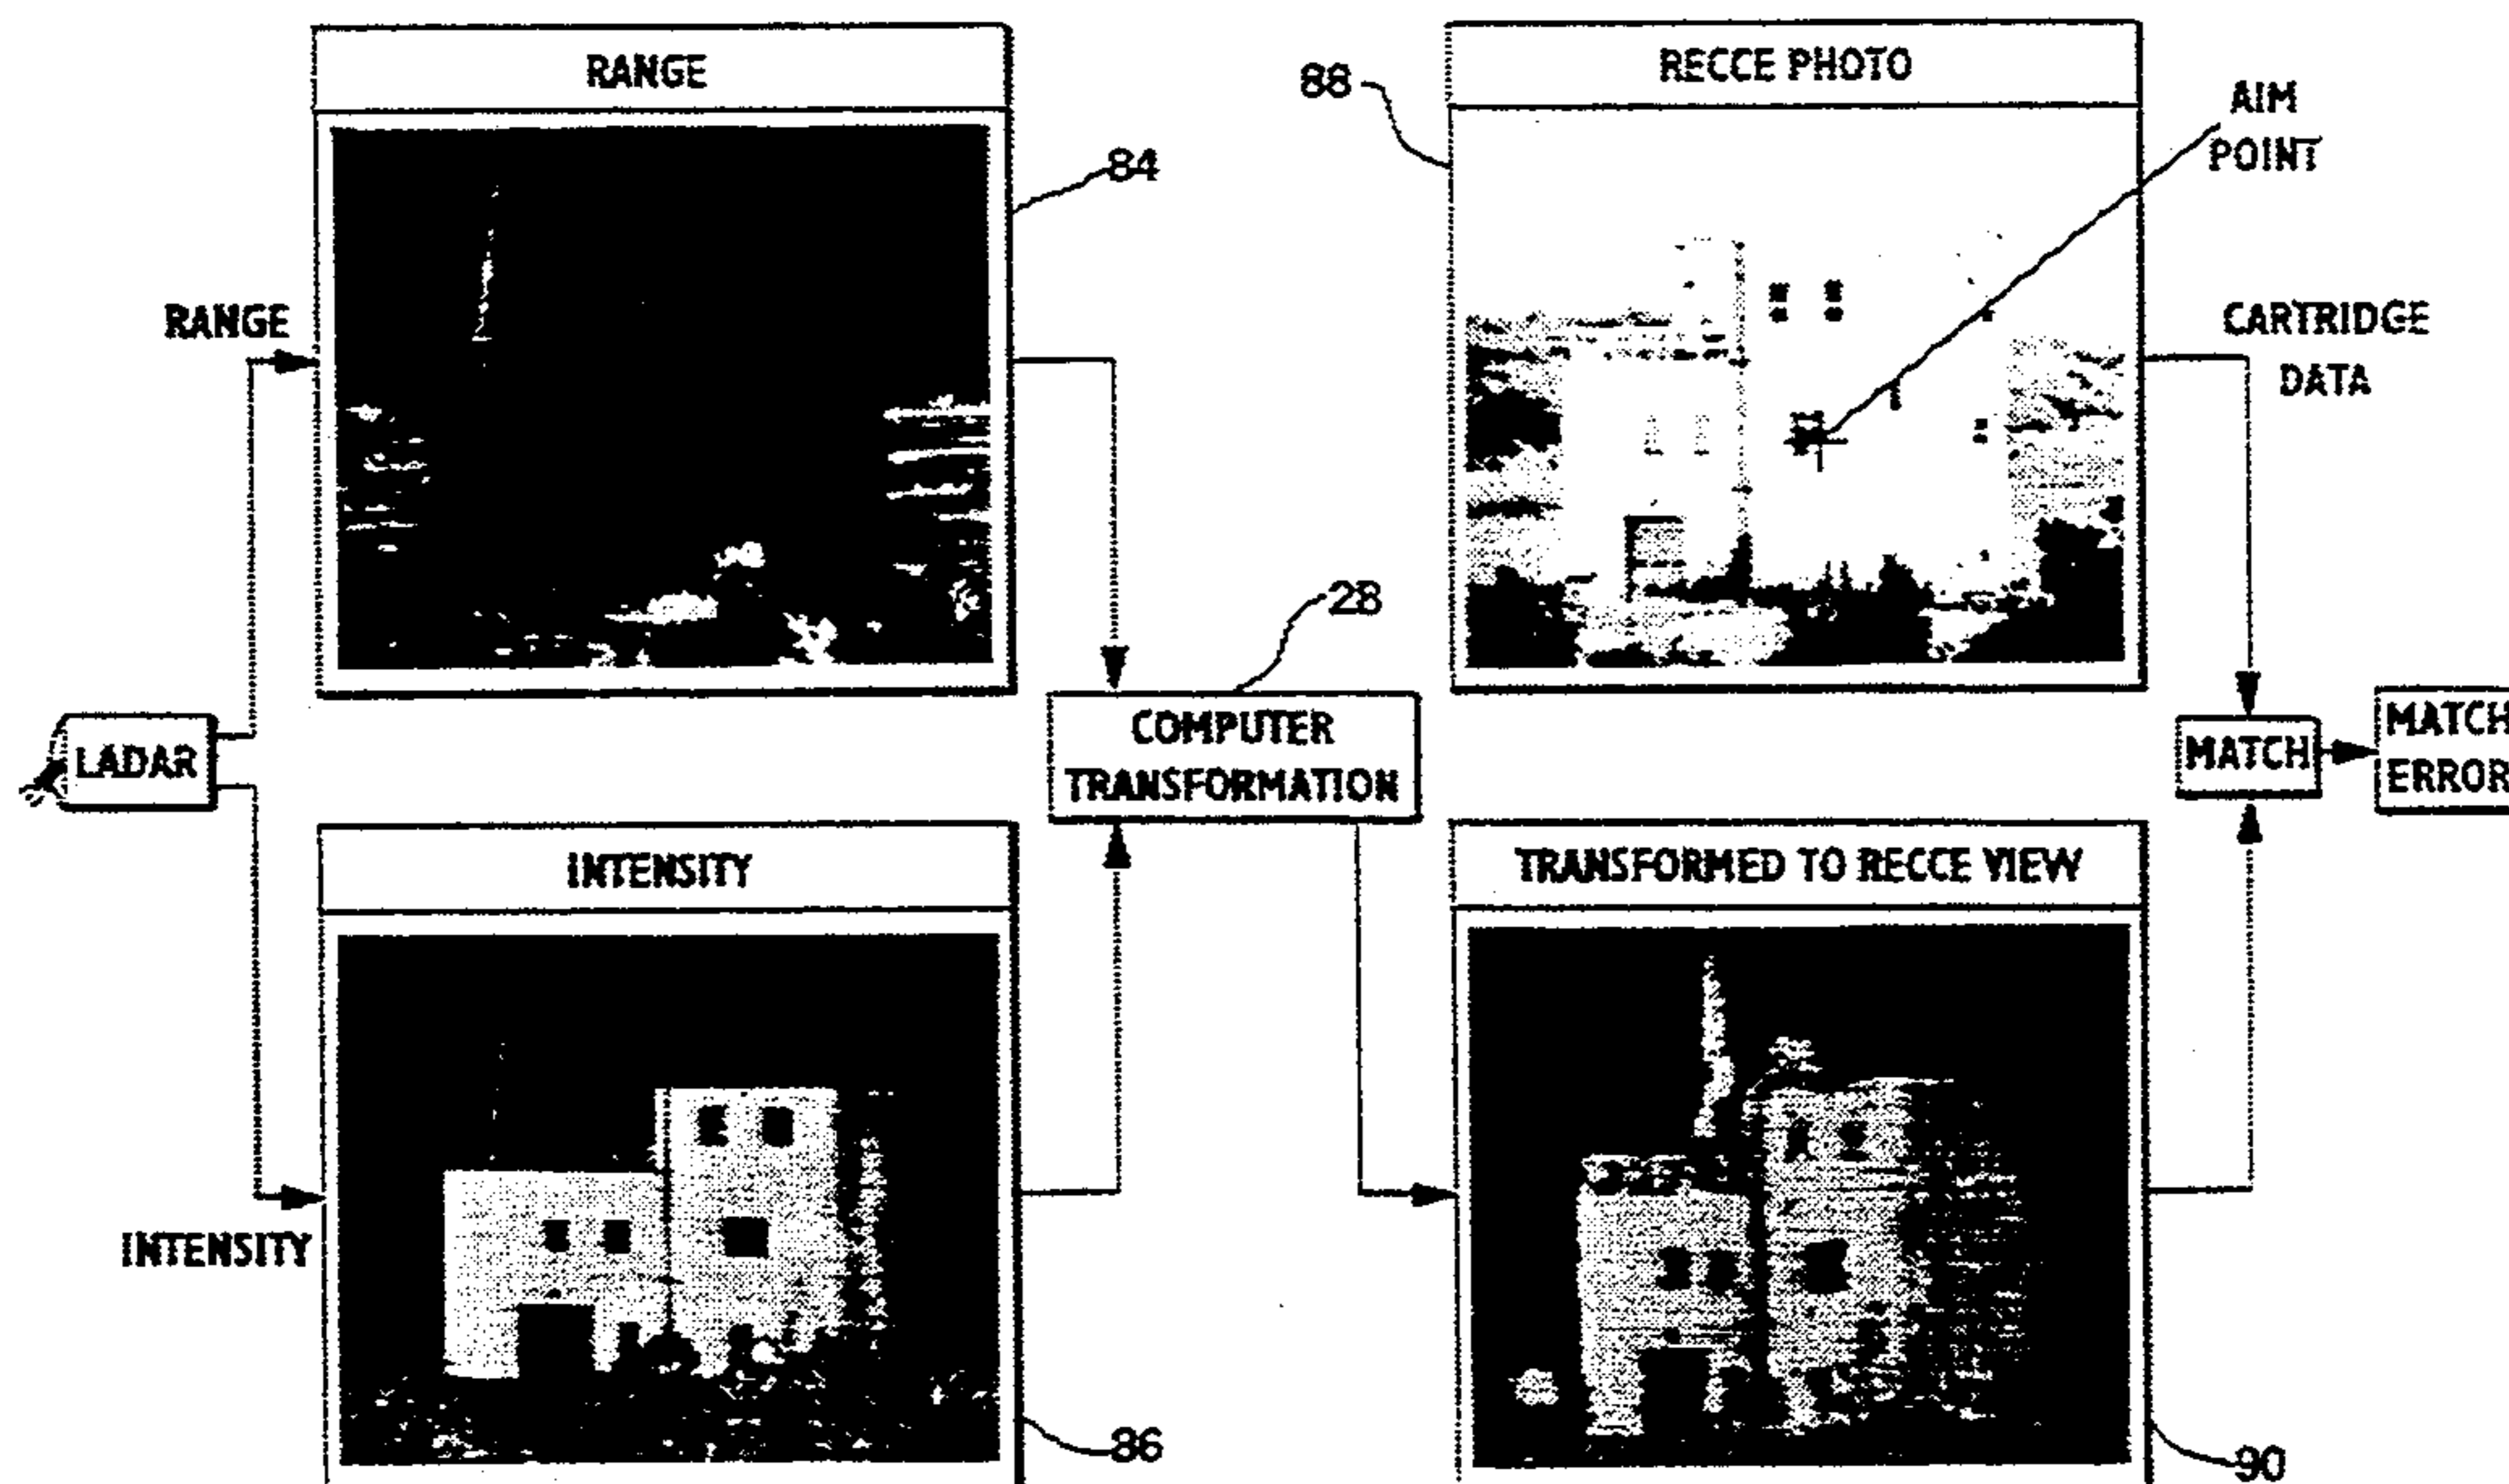 RANGE
RECCE PHOTO
88
AIM
POINT
84
RANGE
CARTRIDGE
DATA
28
COMPUTER
TRANSFORMATION
LADAR
MATCH
MATCH
ERROR
INTENSITY
TRANSFORMED TO RECCE VIEW
INTENSITY
86
90